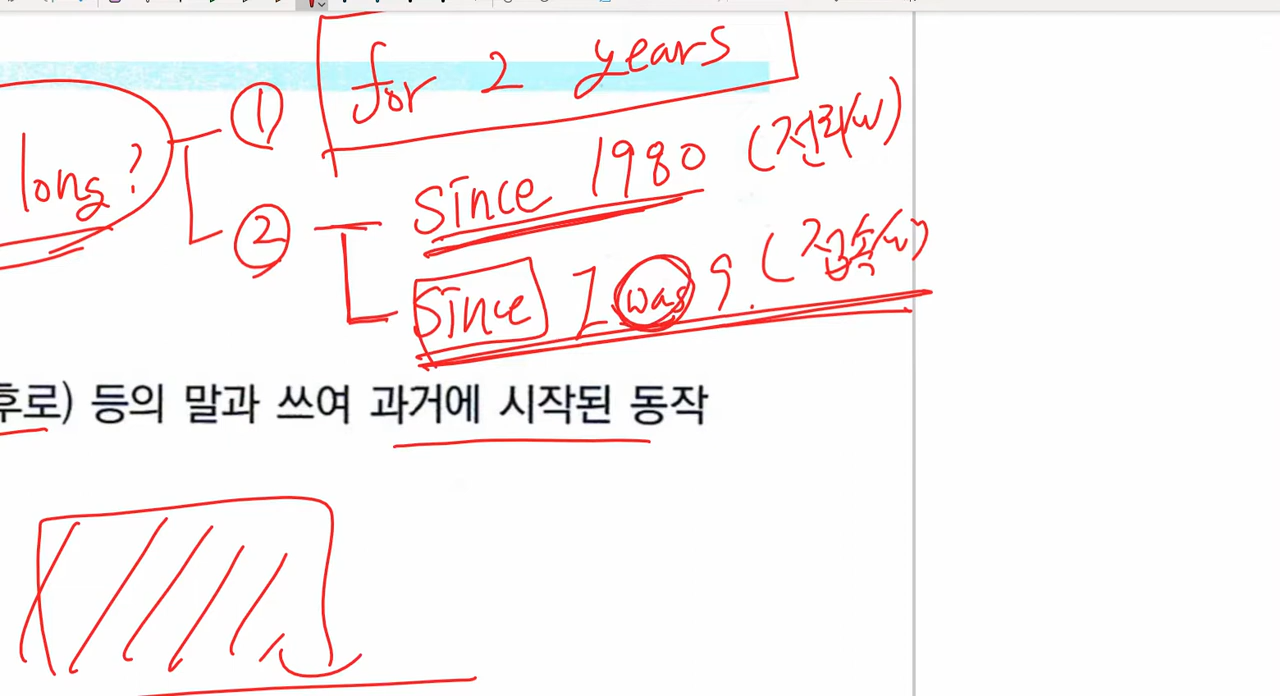 for 2 years
long? ①
since 1980 (전치사)
②
since I was 9. (접속사)
후로) 등의 말과 쓰여 과거에 시작된 동작